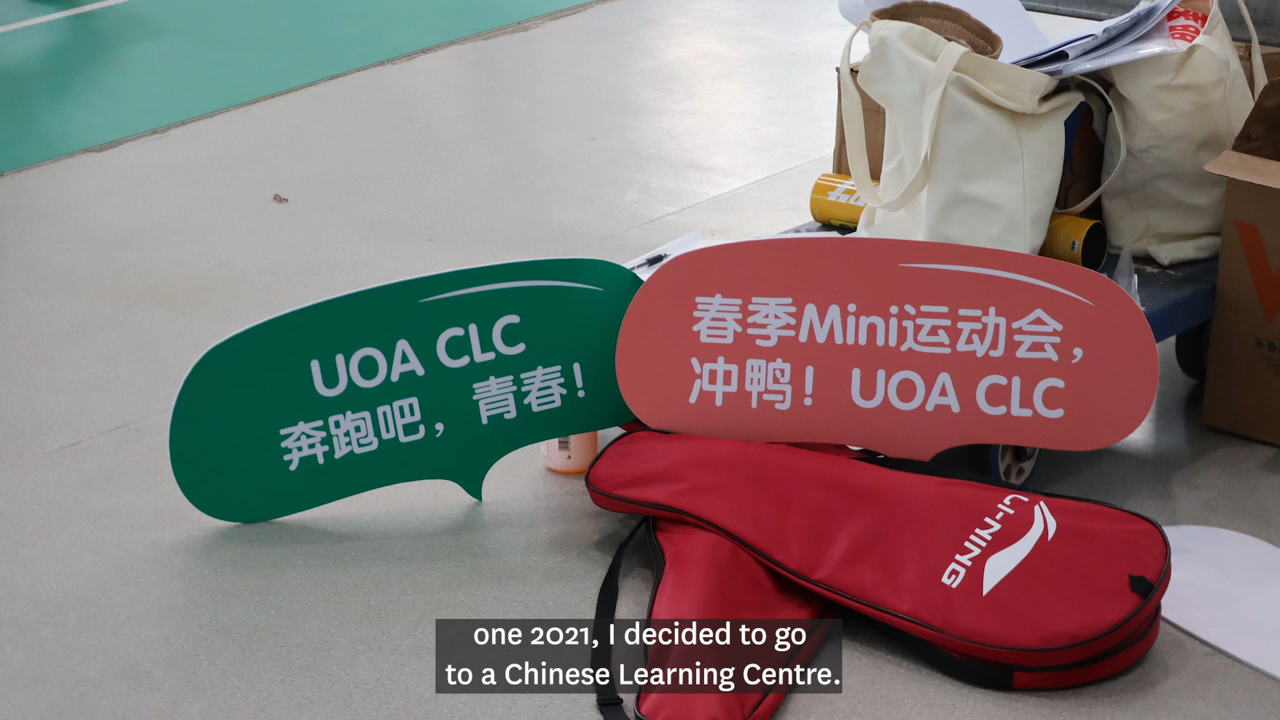 UOA CLC
奔跑吧，青春！
春季Mini运动会，
冲鸭！UOA CLC
LI-NING
one 2021, I decided to go
to a Chinese Learning Centre.